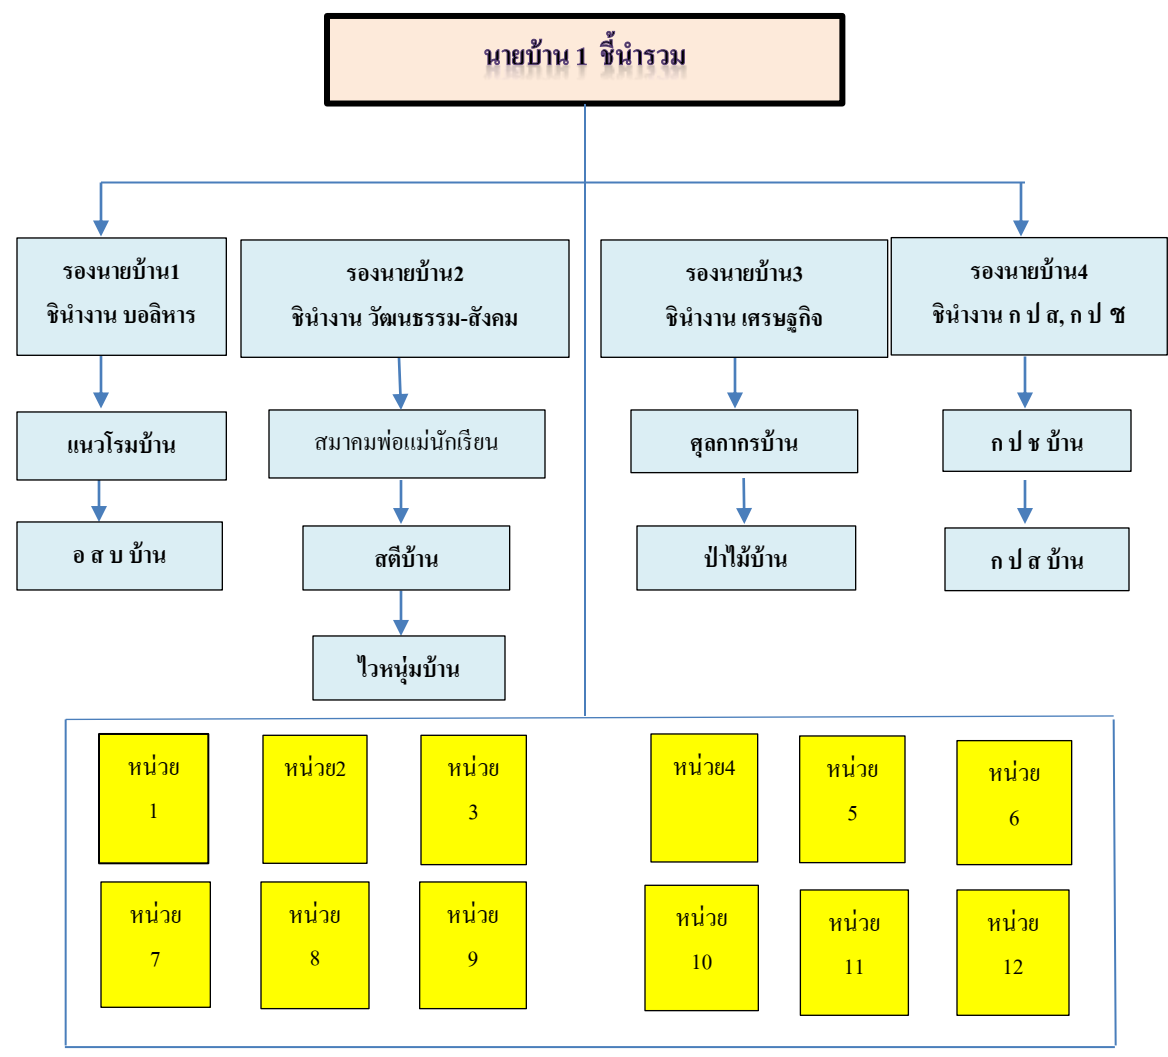 นายบ้าน 1 ชี้นำรวม
รองนายบ้าน1
ชินำงาน บอลิหาร
รองนายบ้าน2
ชินำงาน วัฒนธรรม-สังคม
รองนายบ้าน3
ชินำงาน เศรษฐกิจ
รองนายบ้าน4
ชินำงาน ก ป ส, ก ป ช
แนวโรมบ้าน
สมาคมพ่อแม่นักเรียน
ศุลกากรบ้าน
ก ป ช บ้าน
อ ส บ บ้าน
สตีบ้าน
ป่าไม้บ้าน
ก ป ส บ้าน
ไวหนุ่มบ้าน
หน่วย
1
หน่วย2
หน่วย
3
หน่วย4
หน่วย
5
หน่วย
6
หน่วย
7
หน่วย
8
หน่วย
9
หน่วย
10
หน่วย
11
หน่วย
12